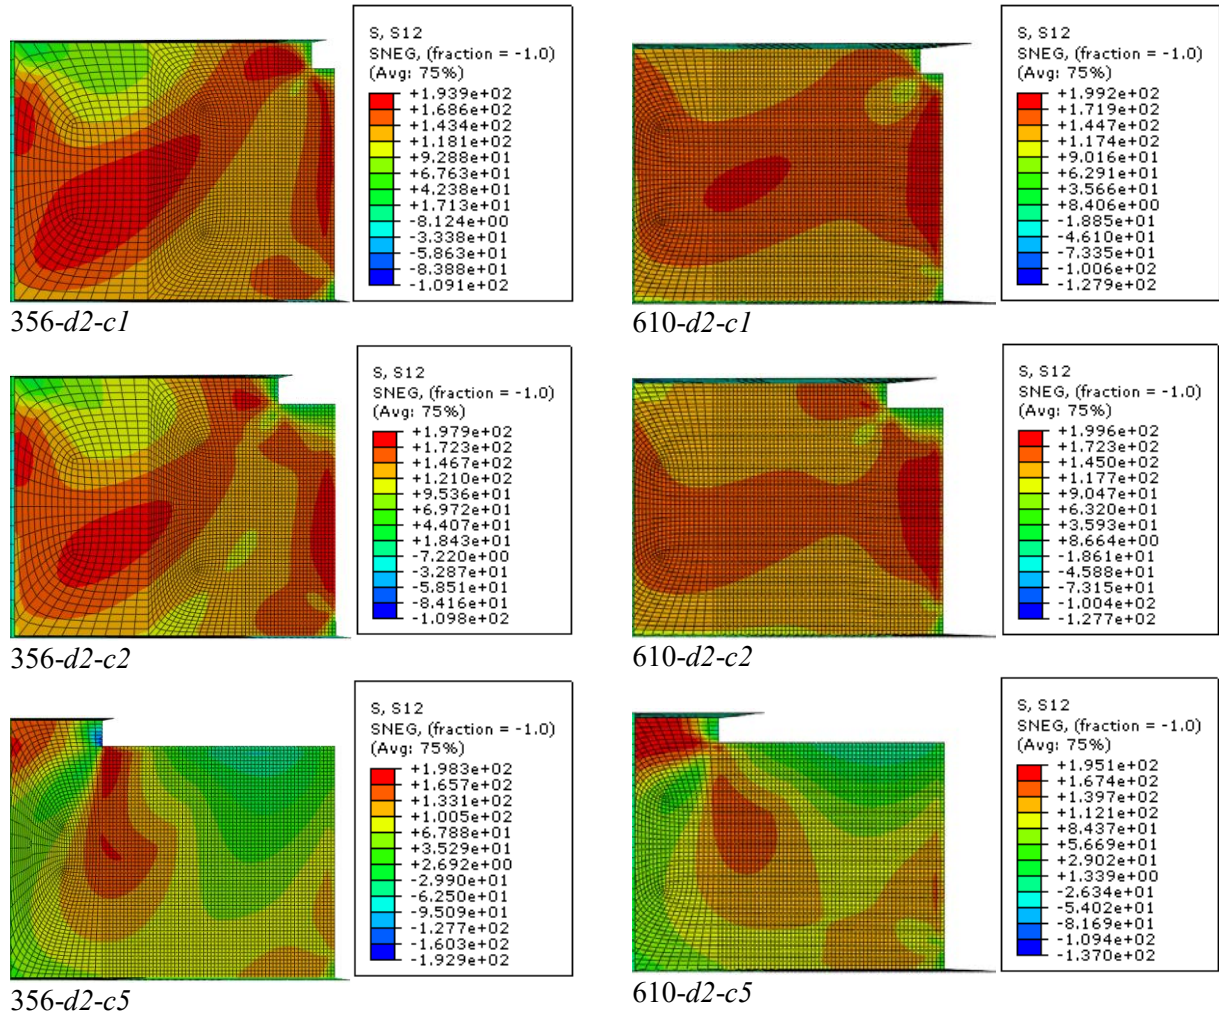 S, S12
SNEG, (fraction = -1.0)
(Avg: 75%)
+1.939e+02
+1.686e+02
+1.434e+02
+1.181e+02
+9.288e+01
+6.763e+01
+4.238e+01
+1.713e+01
-8.124e+00
-3.338e+01
-5.863e+01
-8.388e+01
-1.091e+02
356-d2-c1
S, S12
SNEG, (fraction = -1.0)
(Avg: 75%)
+1.992e+02
+1.719e+02
+1.447e+02
+1.174e+02
+9.016e+01
+6.291e+01
+3.566e+01
+8.406e+00
-1.885e+01
-4.610e+01
-7.335e+01
-1.006e+02
-1.279e+02
610-d2-c1
S, S12
SNEG, (fraction = -1.0)
(Avg: 75%)
+1.979e+02
+1.723e+02
+1.467e+02
+1.210e+02
+9.536e+01
+6.972e+01
+4.407e+01
+1.843e+01
-7.220e+00
-3.287e+01
-5.851e+01
-8.416e+01
-1.098e+02
356-d2-c2
S, S12
SNEG, (fraction = -1.0)
(Avg: 75%)
+1.996e+02
+1.723e+02
+1.450e+02
+1.177e+02
+9.047e+01
+6.320e+01
+3.593e+01
+8.664e+00
-1.861e+01
-4.588e+01
-7.315e+01
-1.004e+02
-1.277e+02
610-d2-c2
S, S12
SNEG, (fraction = -1.0)
(Avg: 75%)
+1.983e+02
+1.657e+02
+1.331e+02
+1.005e+02
+6.788e+01
+3.529e+01
+2.692e+00
-2.990e+01
-6.250e+01
-9.509e+01
-1.277e+02
-1.603e+02
-1.929e+02
356-d2-c5
S, S12
SNEG, (fraction = -1.0)
(Avg: 75%)
+1.951e+02
+1.674e+02
+1.397e+02
+1.121e+02
+8.437e+01
+5.669e+01
+2.902e+01
+1.339e+00
-2.634e+01
-5.402e+01
-8.169e+01
-1.094e+02
-1.370e+02
610-d2-c5